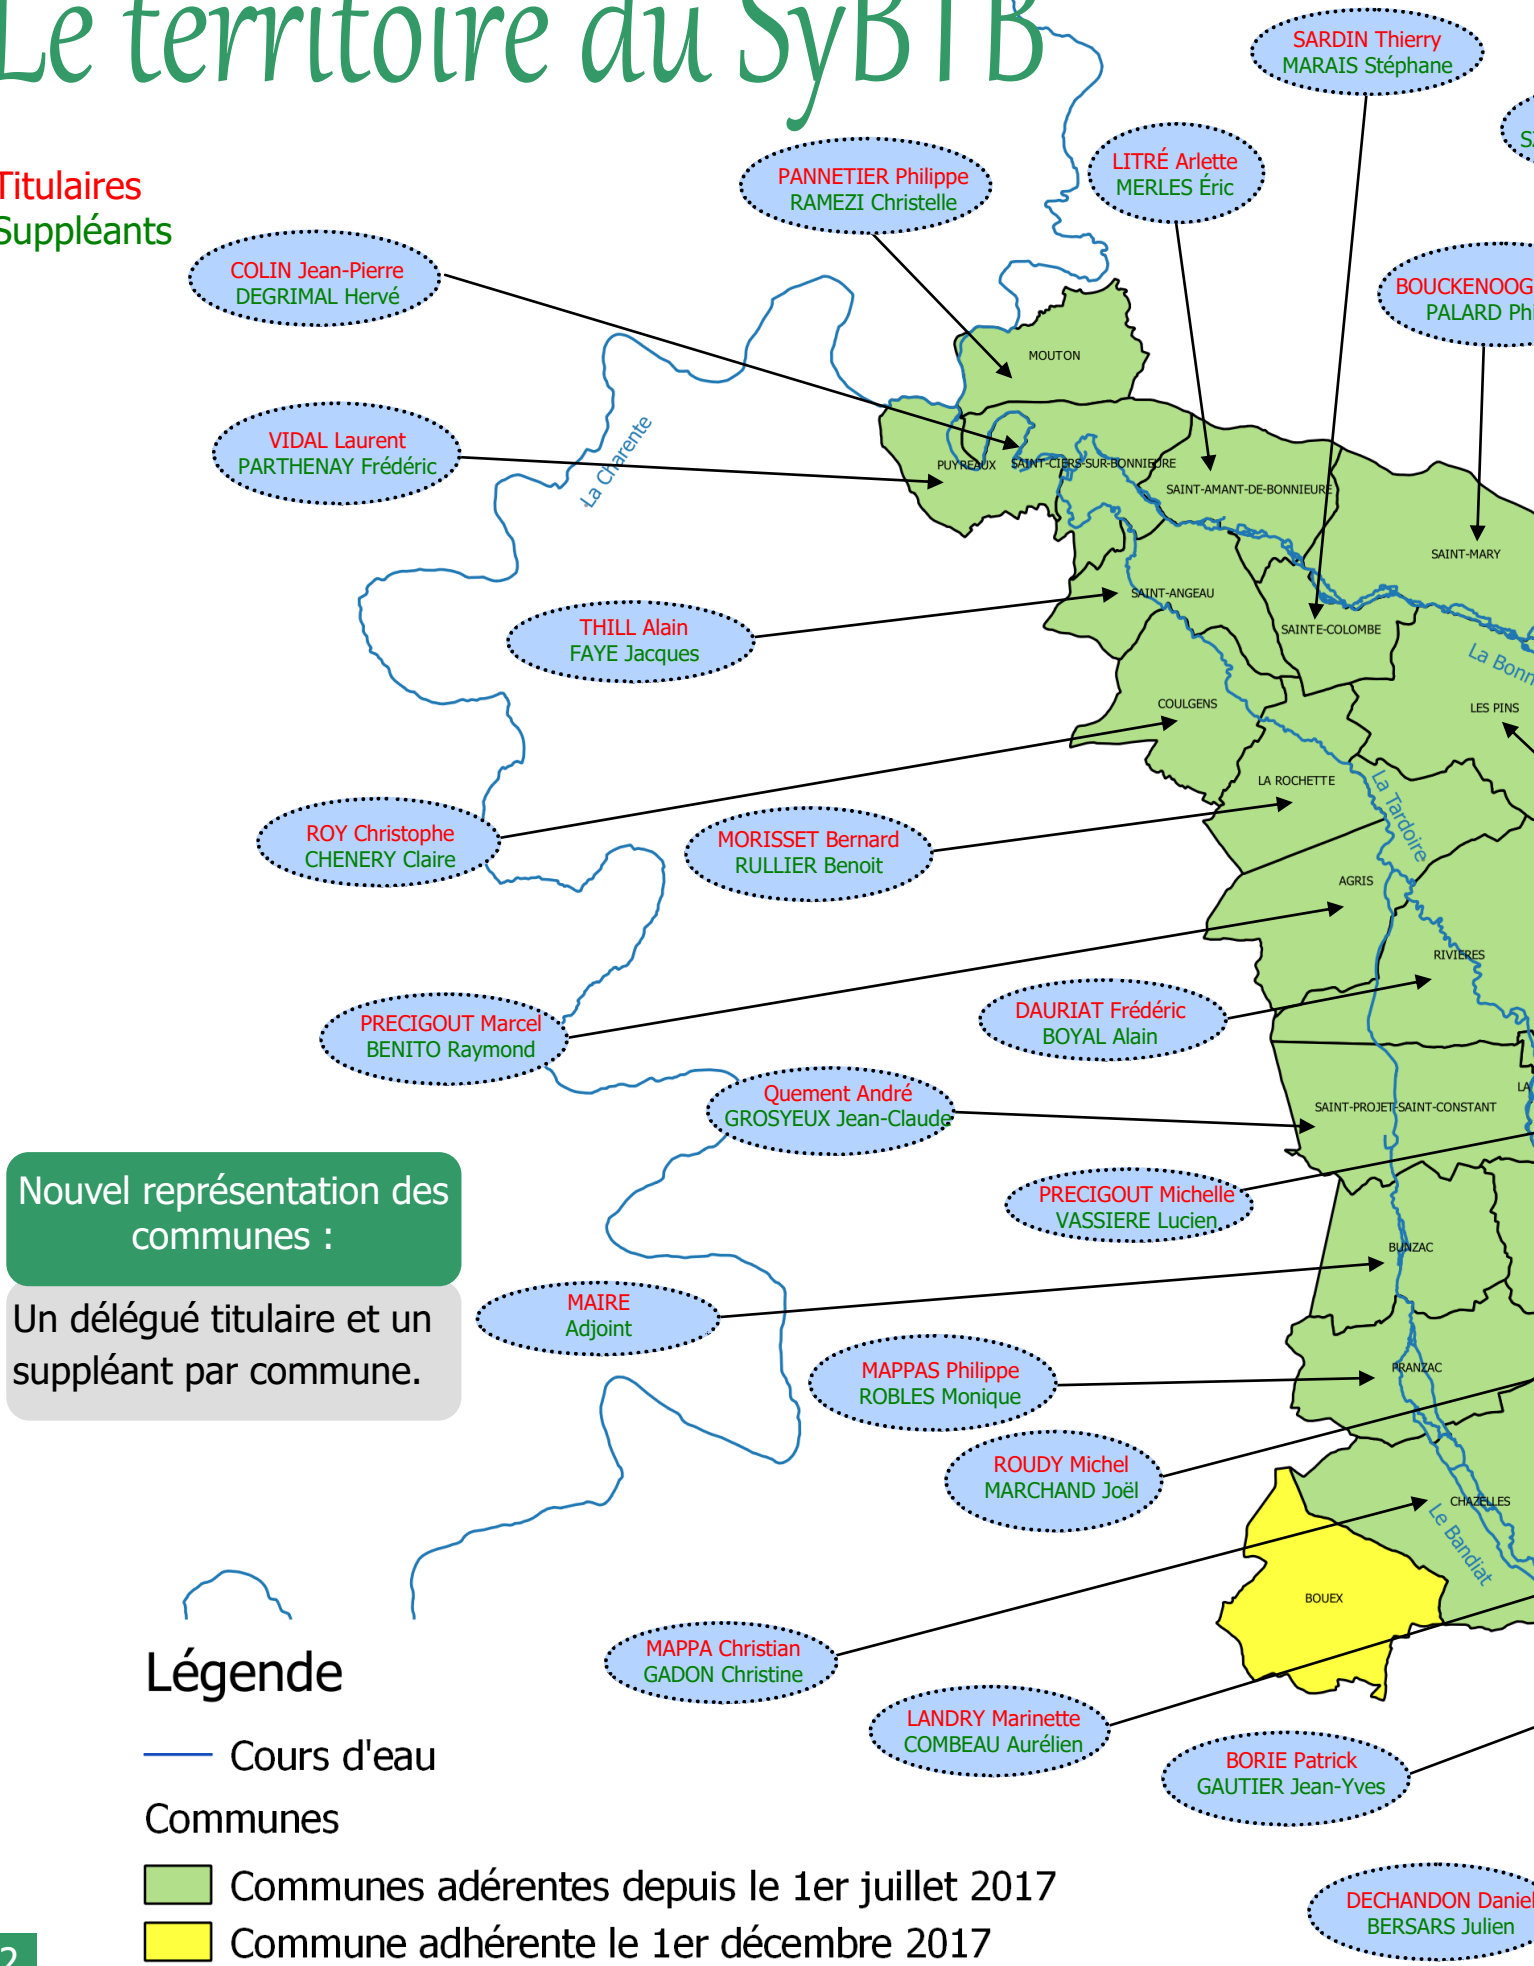 Le territoire du SyBTB
Titulaires
Suppléants
SARDIN Thierry
MARAIS Stéphane
PANNETIER Philippe
RAMEZI Christelle
LITRÉ Arlette
MERLES Éric
COLIN Jean-Pierre
DEGRIMAL Hervé
BOUCKENOOG
PALARD Phi
MOUTON
VIDAL Laurent
PARTHENAY Frédéric
La Charente
PUYREAUX
SAINT-CIERS-SUR-BONNIEURE
SAINT-AMANT-DE-BONNIEURE
SAINT-MARY
SAINT-ANGEAU
THILL Alain
FAYE Jacques
SAINTE-COLOMBE
La Bonn
COULGENS
LES PINS
LA ROCHETTE
La Tardoire
ROY Christophe
CHENERY Claire
MORISSET Bernard
RULLIER Benoit
AGRIS
RIVIERES
PRECIGOUT Marcel
BENITO Raymond
DAURIAT Frédéric
BOYAL Alain
Quement André
GROSYEUX Jean-Claude
LA
SAINT-PROJET-SAINT-CONSTANT
Nouvel représentation des
communes :
Un délégué titulaire et un
suppléant par commune.
PRECIGOUT Michelle
VASSIERE Lucien
BUNZAC
MAIRE
Adjoint
MAPPAS Philippe
ROBLES Monique
PRANZAC
ROUDY Michel
MARCHAND Joël
CHAZELLES
Le Bandiat
BOUEX
MAPPA Christian
GADON Christine
LANDRY Marinette
COMBEAU Aurélien
BORIE Patrick
GAUTIER Jean-Yves
DECHANDON Daniel
BERSARS Julien
Légende
Cours d'eau
Communes
Communes adérentes depuis le 1er juillet 2017
Commune adhérente le 1er décembre 2017
2